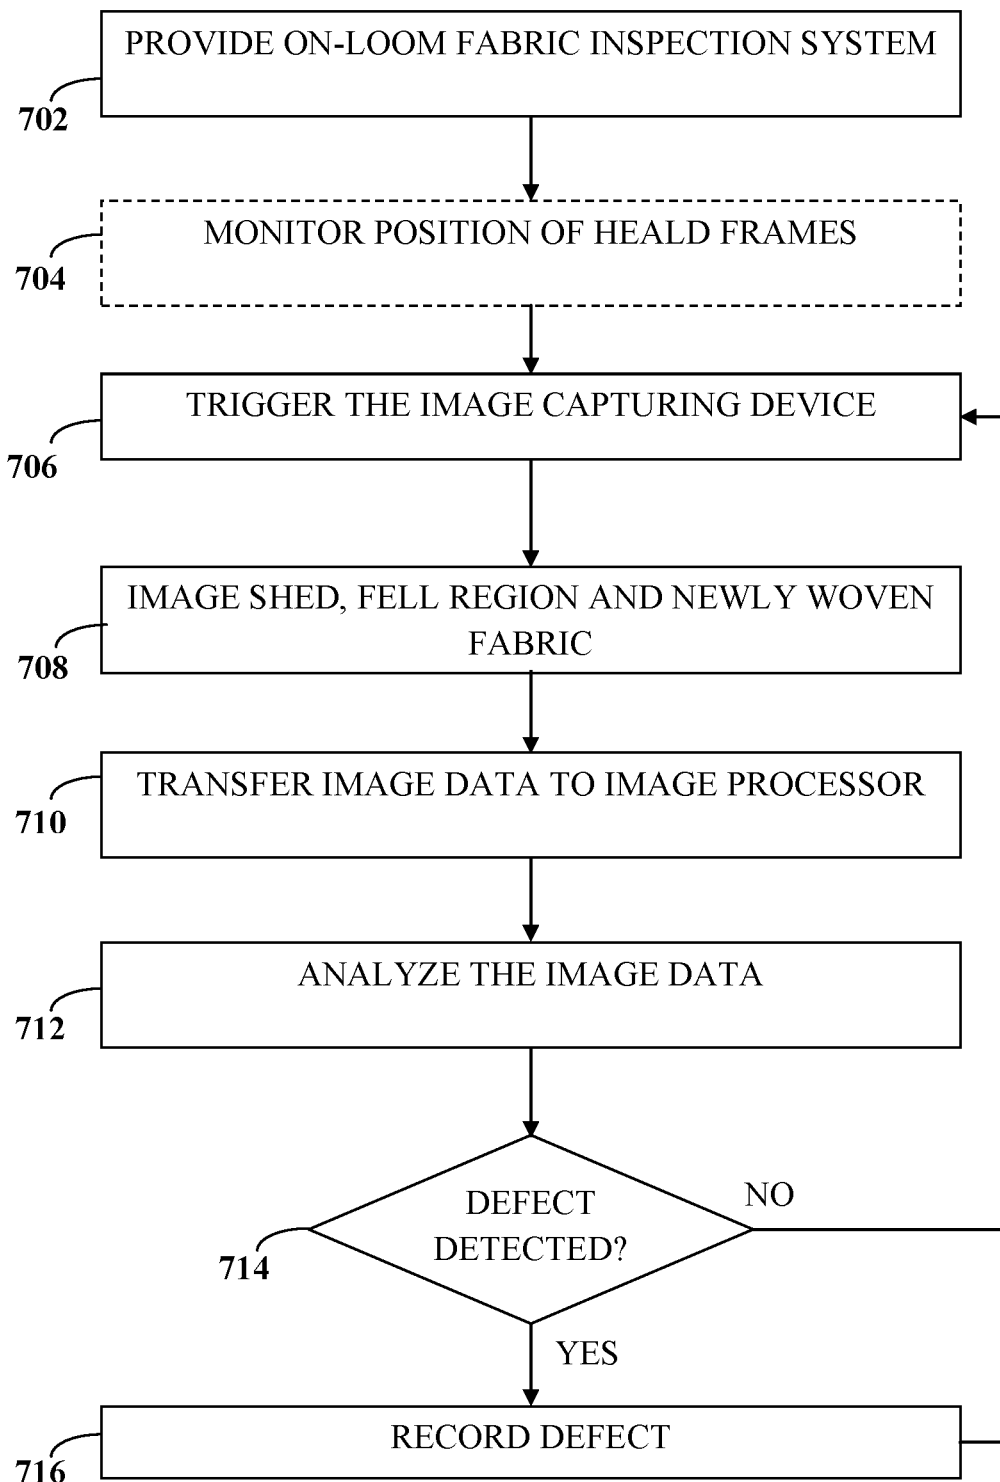 PROVIDE ON-LOOM FABRIC INSPECTION SYSTEM
702
MONITOR POSITION OF HEALD FRAMES
704
TRIGGER THE IMAGE CAPTURING DEVICE
706
IMAGE SHED, FELL REGION AND NEWLY WOVEN
FABRIC
708
TRANSFER IMAGE DATA TO IMAGE PROCESSOR
710
ANALYZE THE IMAGE DATA
712
DEFECT
DETECTED?
NO
714
YES
RECORD DEFECT
716